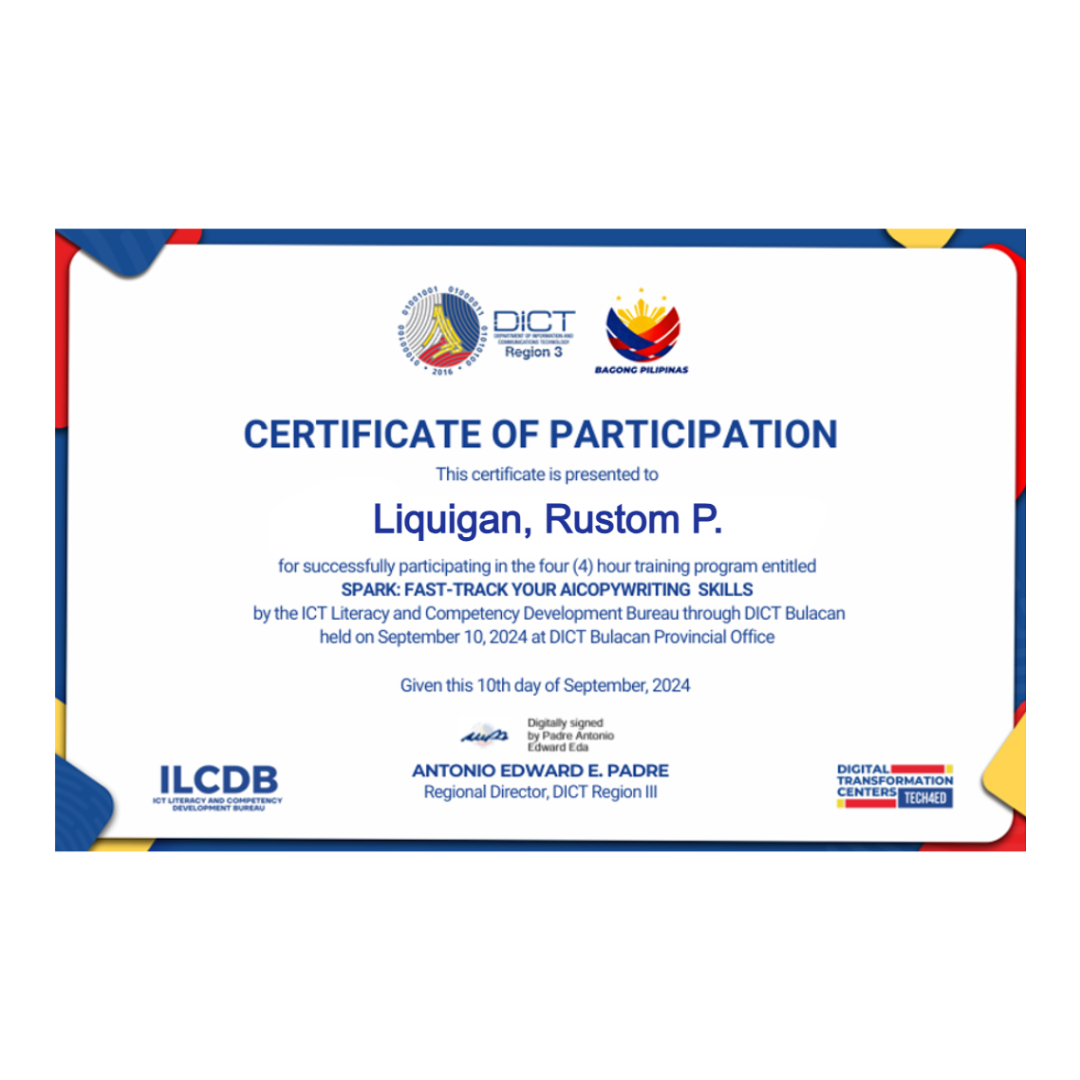 01000100 01001001 01000011 01010100
• 2016 •
DICT
DEPARTMENT OF INFORMATION AND
COMMUNICATIONS TECHNOLOGY
Region 3
BAGONG PILIPINAS
CERTIFICATE OF PARTICIPATION
This certificate is presented to
Liquigan, Rustom P.
for successfully participating in the four (4) hour training program entitled
SPARK: FAST-TRACK YOUR AICOPYWRITING SKILLS
by the ICT Literacy and Competency Development Bureau through DICT Bulacan
held on September 10, 2024 at DICT Bulacan Provincial Office
Given this 10th day of September, 2024
Digitally signed
by Padre Antonio
Edward Eda
ANTONIO EDWARD E. PADRE
Regional Director, DICT Region III
ILCDB
ICT LITERACY AND COMPETENCY
DEVELOPMENT BUREAU
DIGITAL
TRANSFORMATION
CENTERS
TECH4ED